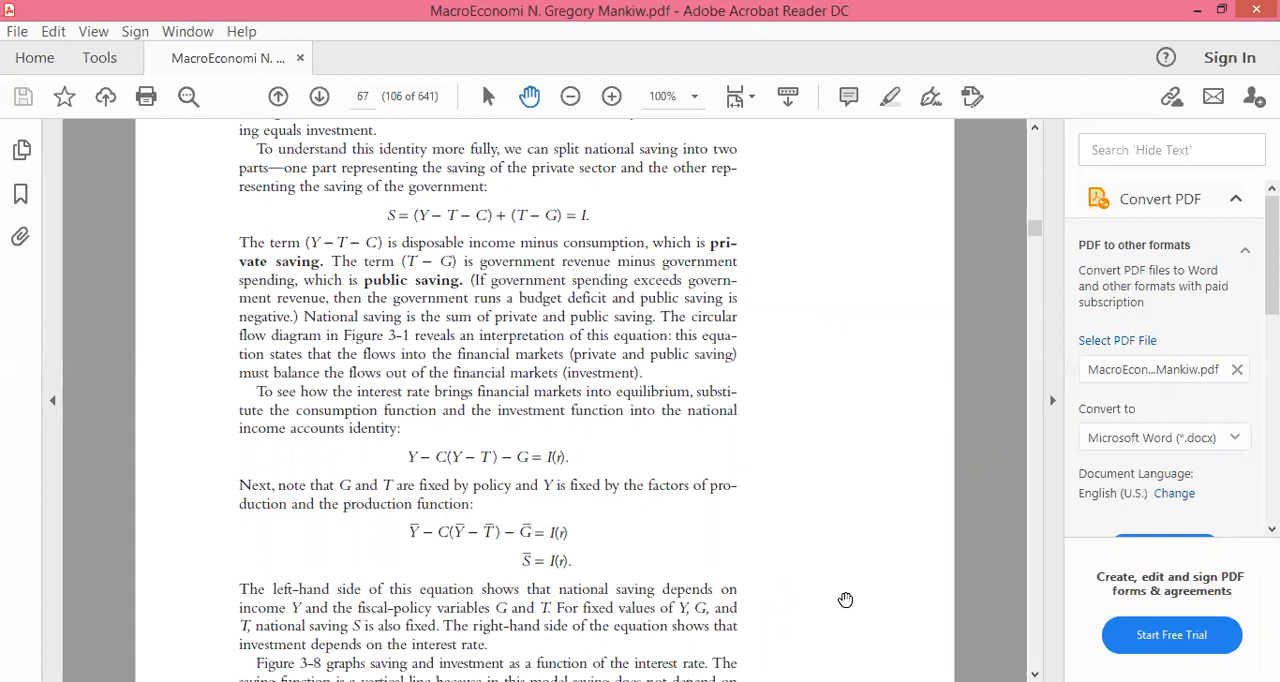 MacroEconomi N. Gregory Mankiw.pdf - Adobe Acrobat Reader DC
File Edit View Sign Window Help
Home Tools MacroEconomi N. ... ×
? Sign In
67 (106 of 641) 100%
ing equals investment.
To understand this identity more fully, we can split national saving into two
parts—one part representing the saving of the private sector and the other rep-
resenting the saving of the government:
S = (Y − T − C) + (T − G) = I.
The term (Y − T − C) is disposable income minus consumption, which is pri-
vate saving. The term (T − G) is government revenue minus government
spending, which is public saving. (If government spending exceeds govern-
ment revenue, then the government runs a budget deficit and public saving is
negative.) National saving is the sum of private and public saving. The circular
flow diagram in Figure 3-1 reveals an interpretation of this equation: this equa-
tion states that the flows into the financial markets (private and public saving)
must balance the flows out of the financial markets (investment).
To see how the interest rate brings financial markets into equilibrium, substi-
tute the consumption function and the investment function into the national
income accounts identity:
Y − C(Y − T) − G = I(r).
Next, note that G and T are fixed by policy and Y is fixed by the factors of pro-
duction and the production function:
Y̅ − C(Y̅ − T̅) − G̅ = I(r)
S̅ = I(r).
The left-hand side of this equation shows that national saving depends on
income Y and the fiscal-policy variables G and T. For fixed values of Y, G, and
T, national saving S is also fixed. The right-hand side of the equation shows that
investment depends on the interest rate.
Figure 3-8 graphs saving and investment as a function of the interest rate. The
saving function is a vertical line because in this model saving does not depend on
Search 'Hide Text'
Convert PDF
PDF to other formats
Convert PDF files to Word
and other formats with paid
subscription
Select PDF File
MacroEcon...Mankiw.pdf ×
Convert to
Microsoft Word (*.docx)
Document Language:
English (U.S.) Change
Create, edit and sign PDF
forms & agreements
Start Free Trial